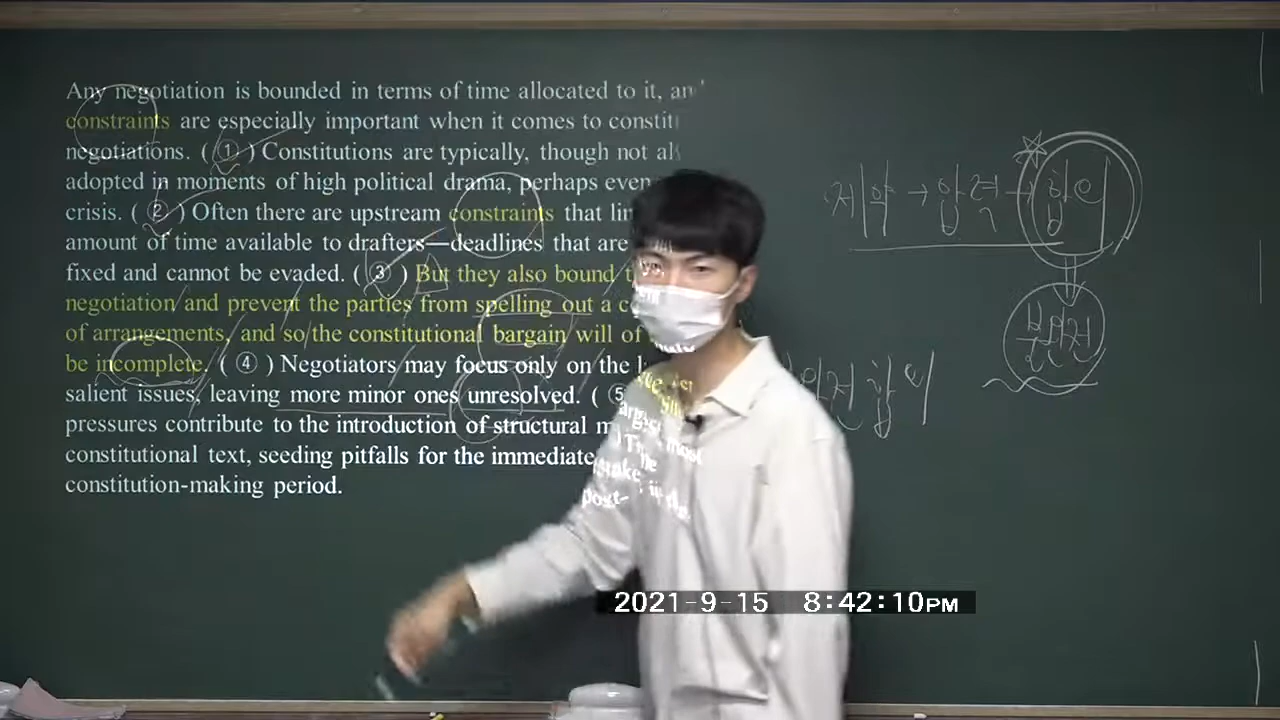 Any negotiation is bounded in terms of time allocated to it, and
constraints are especially important when it comes to constit
negotiations. ( ① ) Constitutions are typically, though not al
adopted in moments of high political drama, perhaps even
crisis. ( ② ) Often there are upstream constraints that lim
amount of time available to drafters—deadlines that are
fixed and cannot be evaded. ( ③ ) But they also bound
negotiation and prevent the parties from spelling out a c
of arrangements, and so the constitutional bargain will of
be incomplete. ( ④ ) Negotiators may focus only on the
salient issues, leaving more minor ones unresolved. ( ⑤
pressures contribute to the introduction of structural m
constitutional text, seeding pitfalls for the immediate
constitution-making period.
제약 → 압력 → 합의
2021-9-15 8:42:10PM